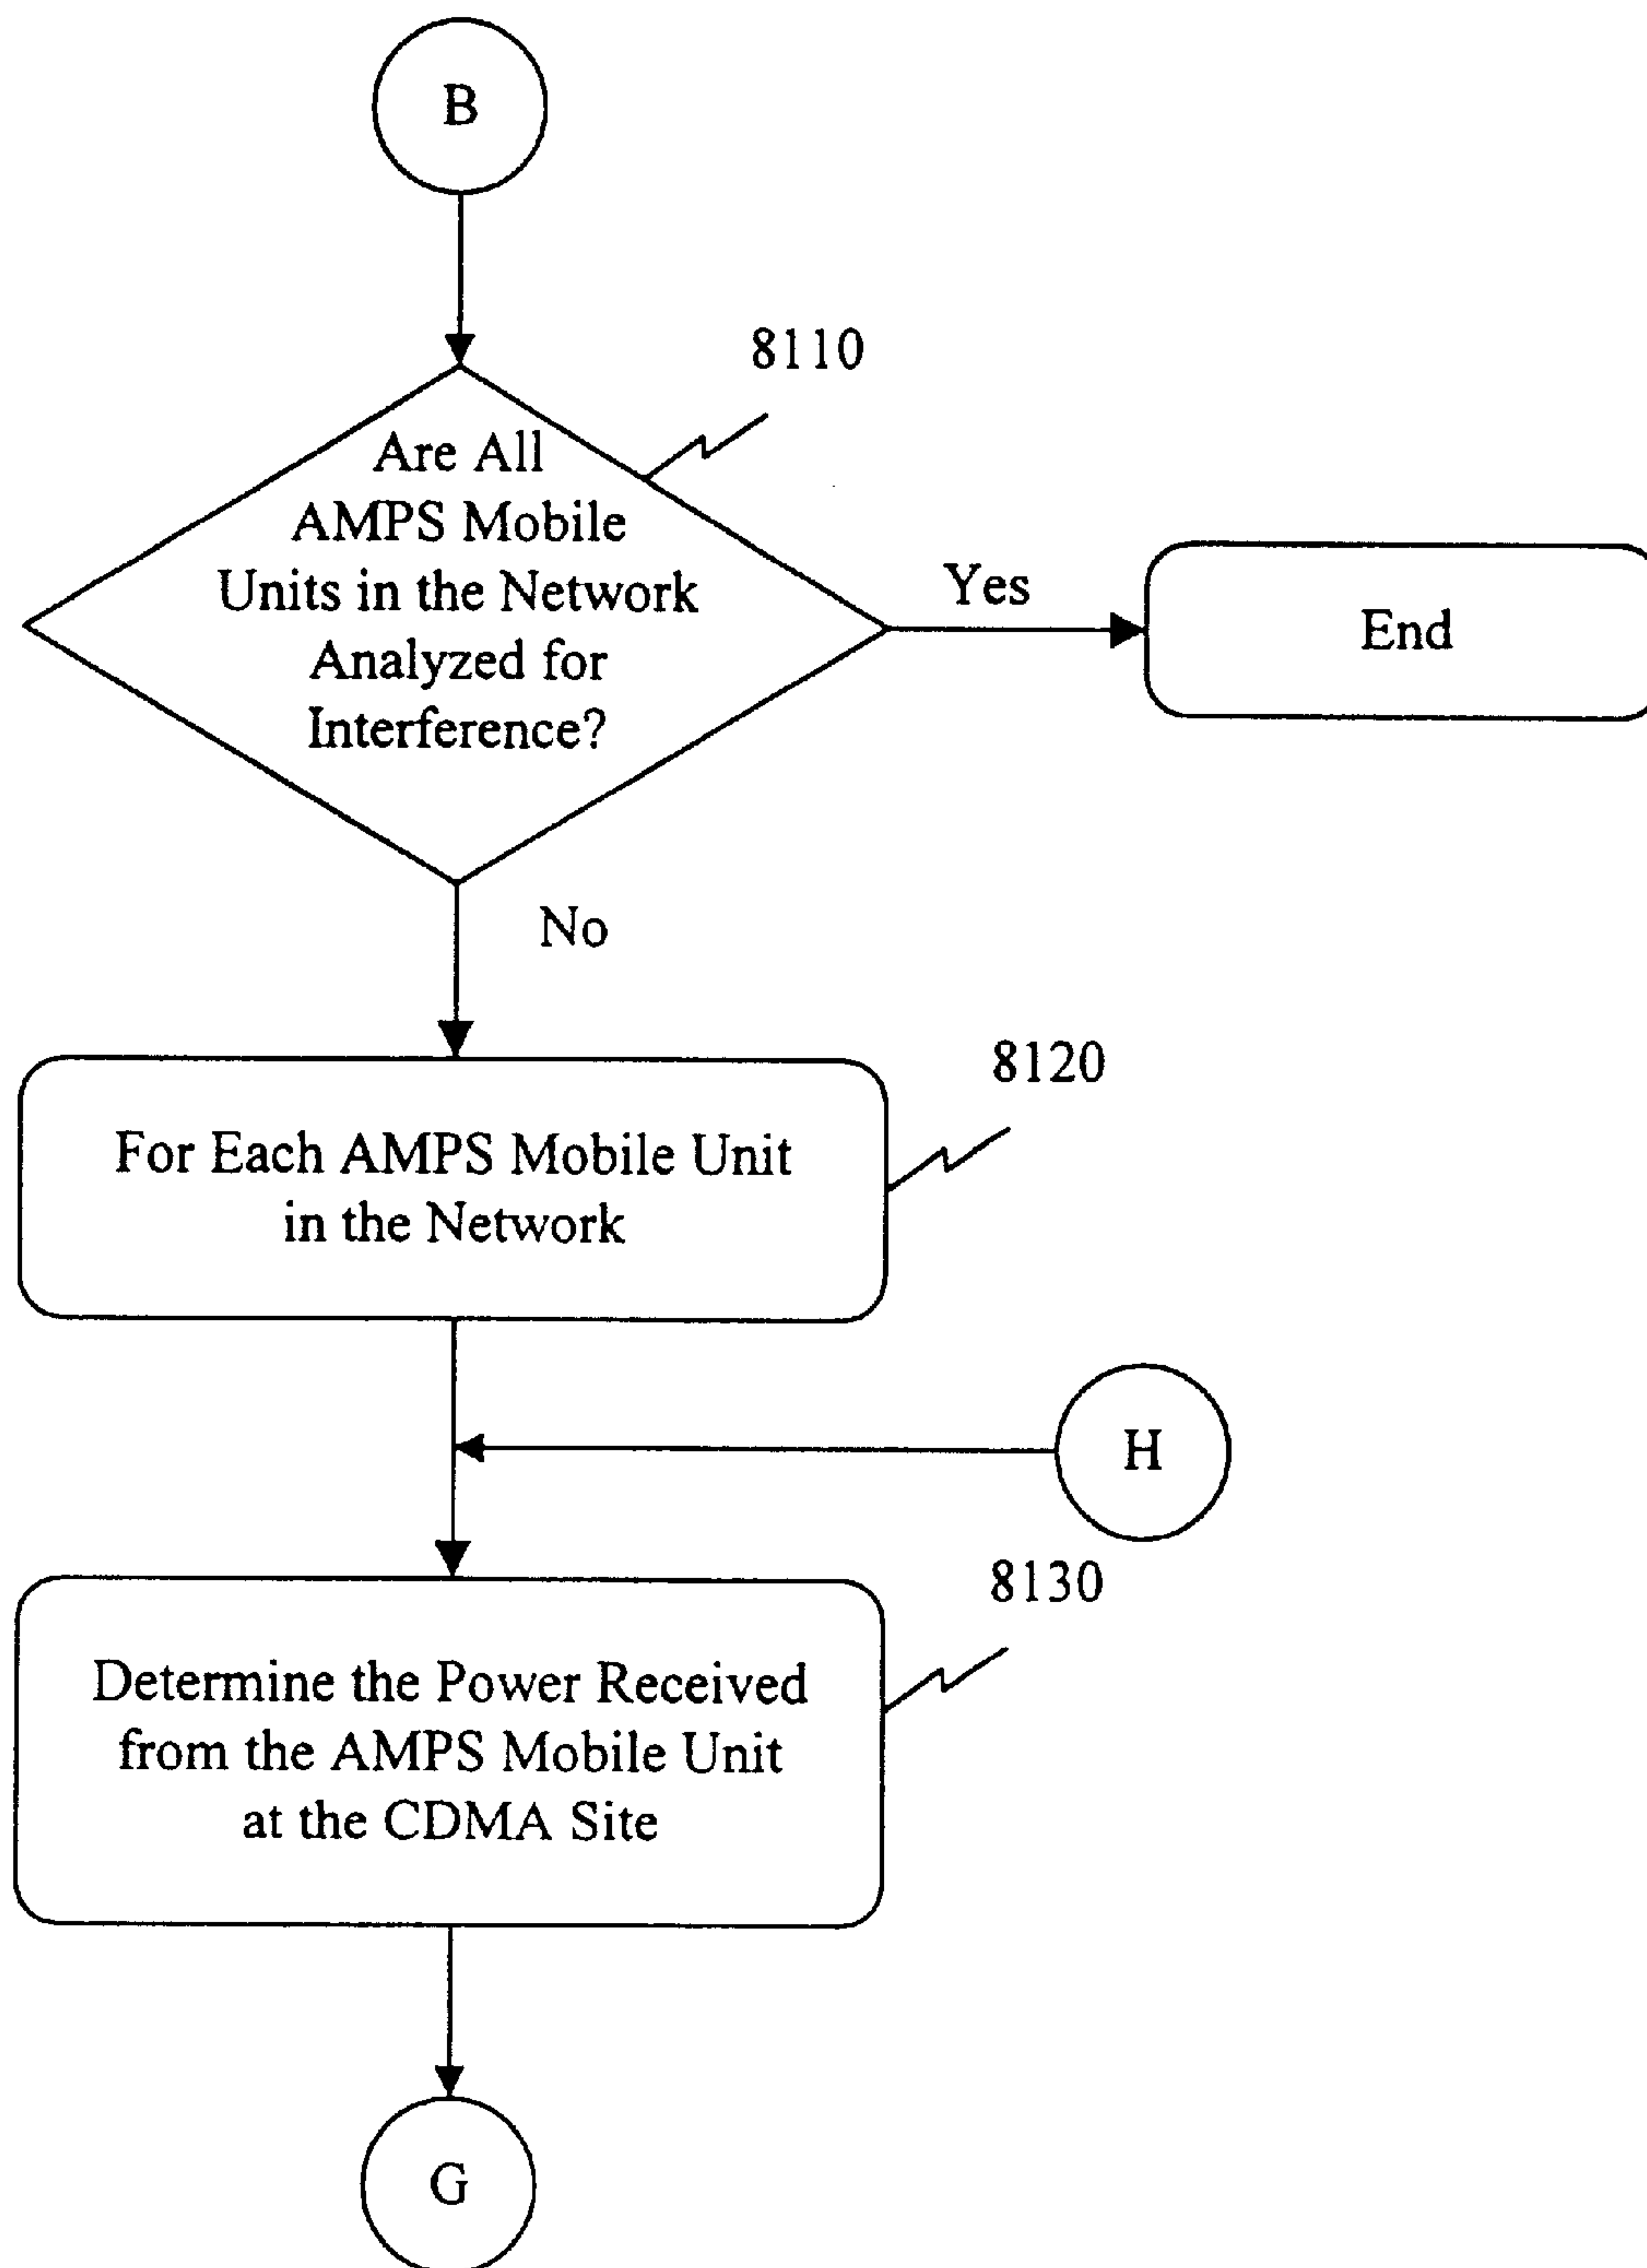 B
8110
Are All
AMPS Mobile
Units in the Network
Analyzed for
Interference?
Yes
End
No
8120
For Each AMPS Mobile Unit
in the Network
H
8130
Determine the Power Received
from the AMPS Mobile Unit
at the CDMA Site
G